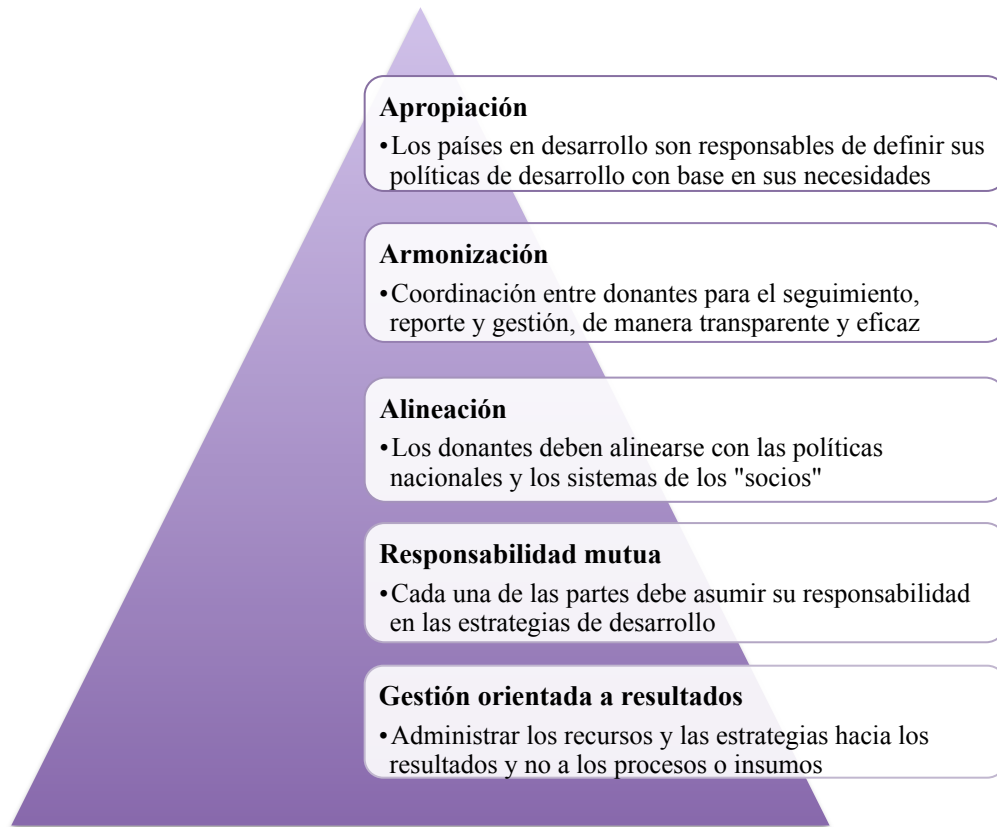 Apropiación
•Los países en desarrollo son responsables de definir sus
políticas de desarrollo con base en sus necesidades
Armonización
•Coordinación entre donantes para el seguimiento,
reporte y gestión, de manera transparente y eficaz
Alineación
•Los donantes deben alinearse con las políticas
nacionales y los sistemas de los "socios"
Responsabilidad mutua
•Cada una de las partes debe asumir su responsabilidad
en las estrategias de desarrollo
Gestión orientada a resultados
•Administrar los recursos y las estrategias hacia los
resultados y no a los procesos o insumos